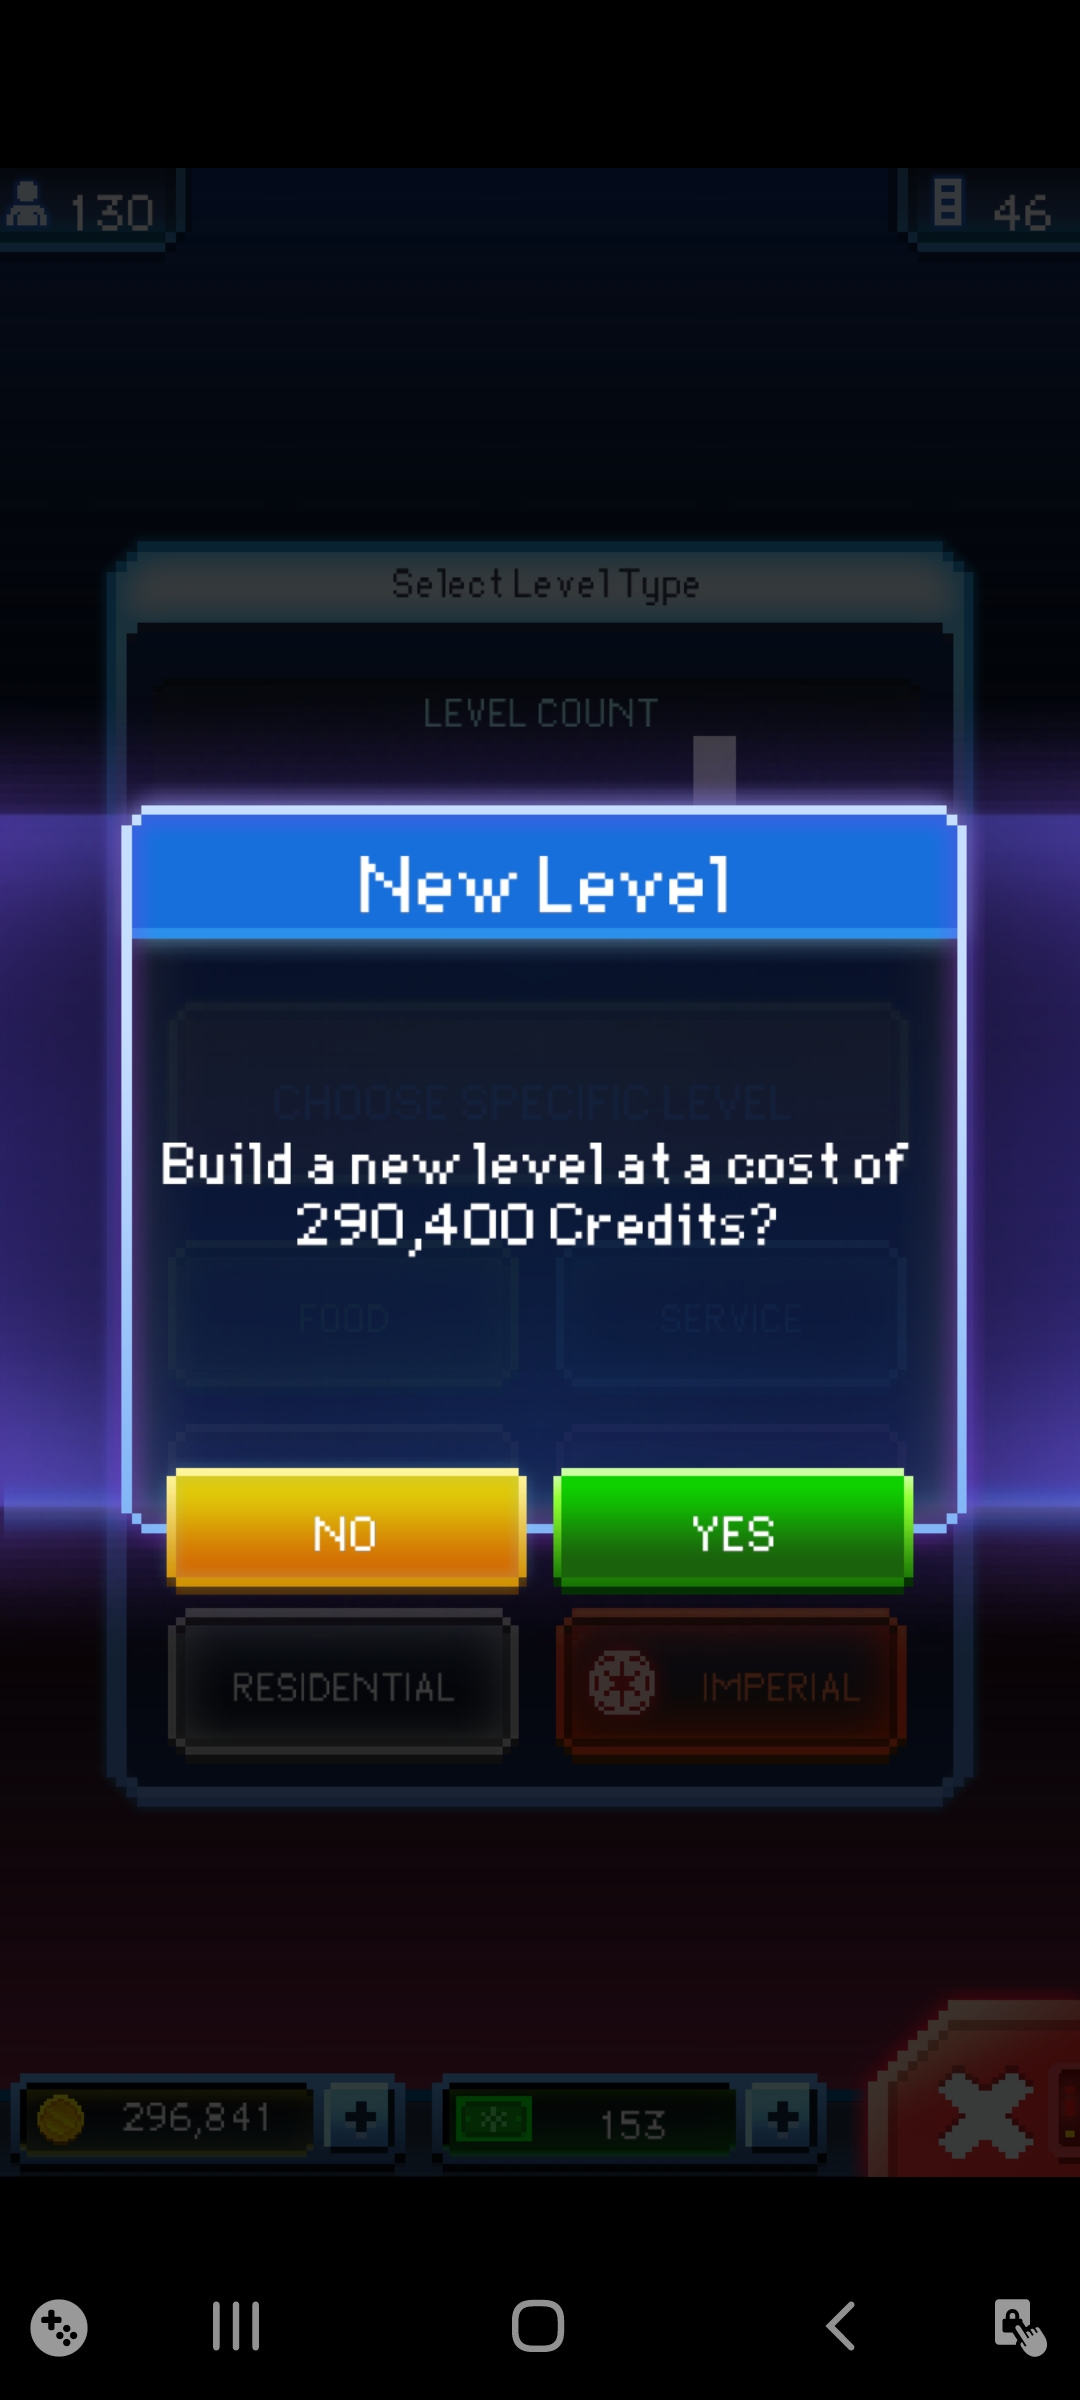 130
46
Select Level Type
LEVEL COUNT
New Level
CHOOSE SPECIFIC LEVEL
Build a new level at a cost of
290,400 Credits?
FOOD
SERVICE
NO
YES
RESIDENTIAL
IMPERIAL
296,841
153